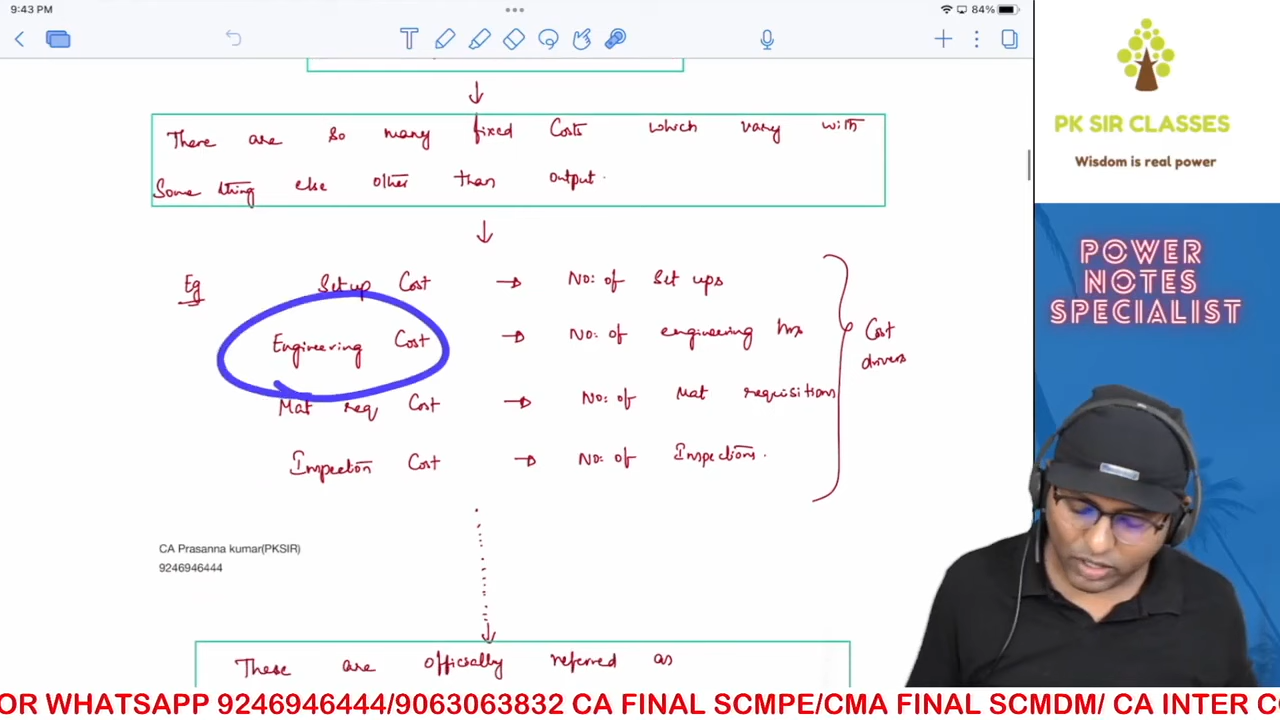 9:43 PM
84%
T
PK SIR CLASSES
Wisdom is real power
POWER
NOTES
SPECIALIST
There are so many fixed Costs which vary with
Some thing else other than output.
Eg Set up Cost → No: of Set ups
Engineering Cost → No: of engineering hrs
Mat req Cost → No: of Mat requisitions
Inspection Cost → No: of Inspections.
Cost
drivers
CA Prasanna kumar(PKSIR)
9246946444
These are officially referred as
OR WHATSAPP 9246946444/9063063832 CA FINAL SCMPE/CMA FINAL SCMDM/ CA INTER C